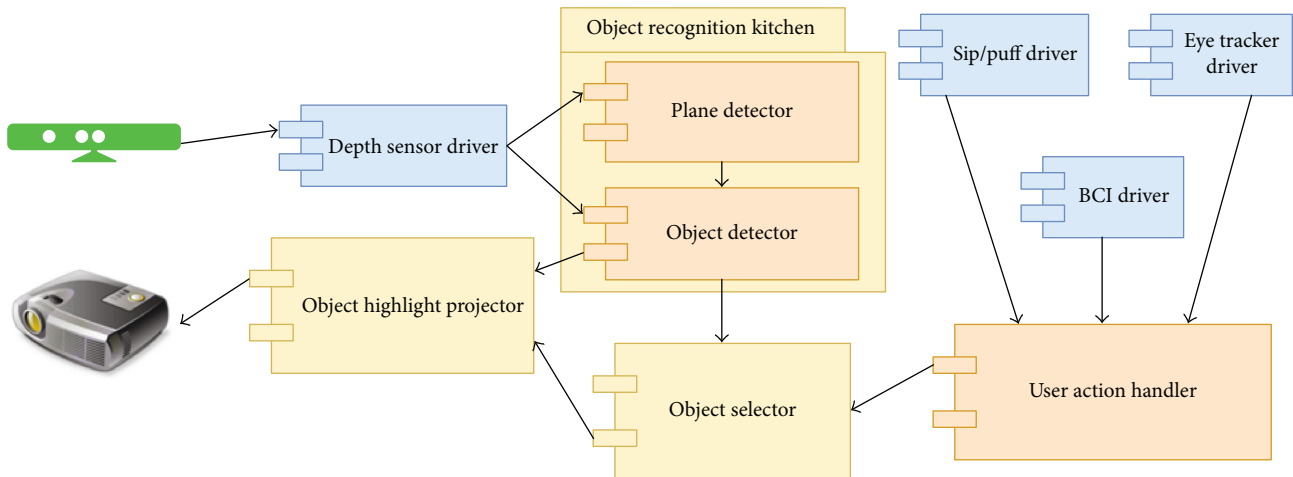 Object recognition kitchen
Sip/puff driver
Eye tracker
driver
Plane detector
Depth sensor driver
BCI driver
Object detector
Object highlight projector
Object selector
User action handler